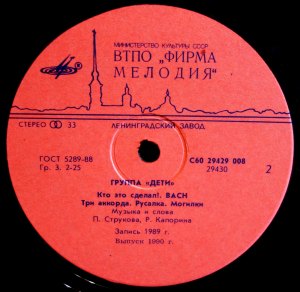 МИНИСТЕРСТВО КУЛЬТУРЫ СССР
ВТПО „ФИРМА
МЕЛОДИЯ"
СТЕРЕО 33
ЛЕНИНГРАДСКИЙ ЗАВОД
ГОСТ 5289-88
Гр. 3. 2-25
С60 29429 008
29430
2
ГРУППА «ДЕТИ»
Кто это сделал!. ВАСН
Три аккорда. Русалка. Могилки
Музыка и слова
П. Струкова, Р. Капорина
Запись 1989 г.
Выпуск 1990 г.